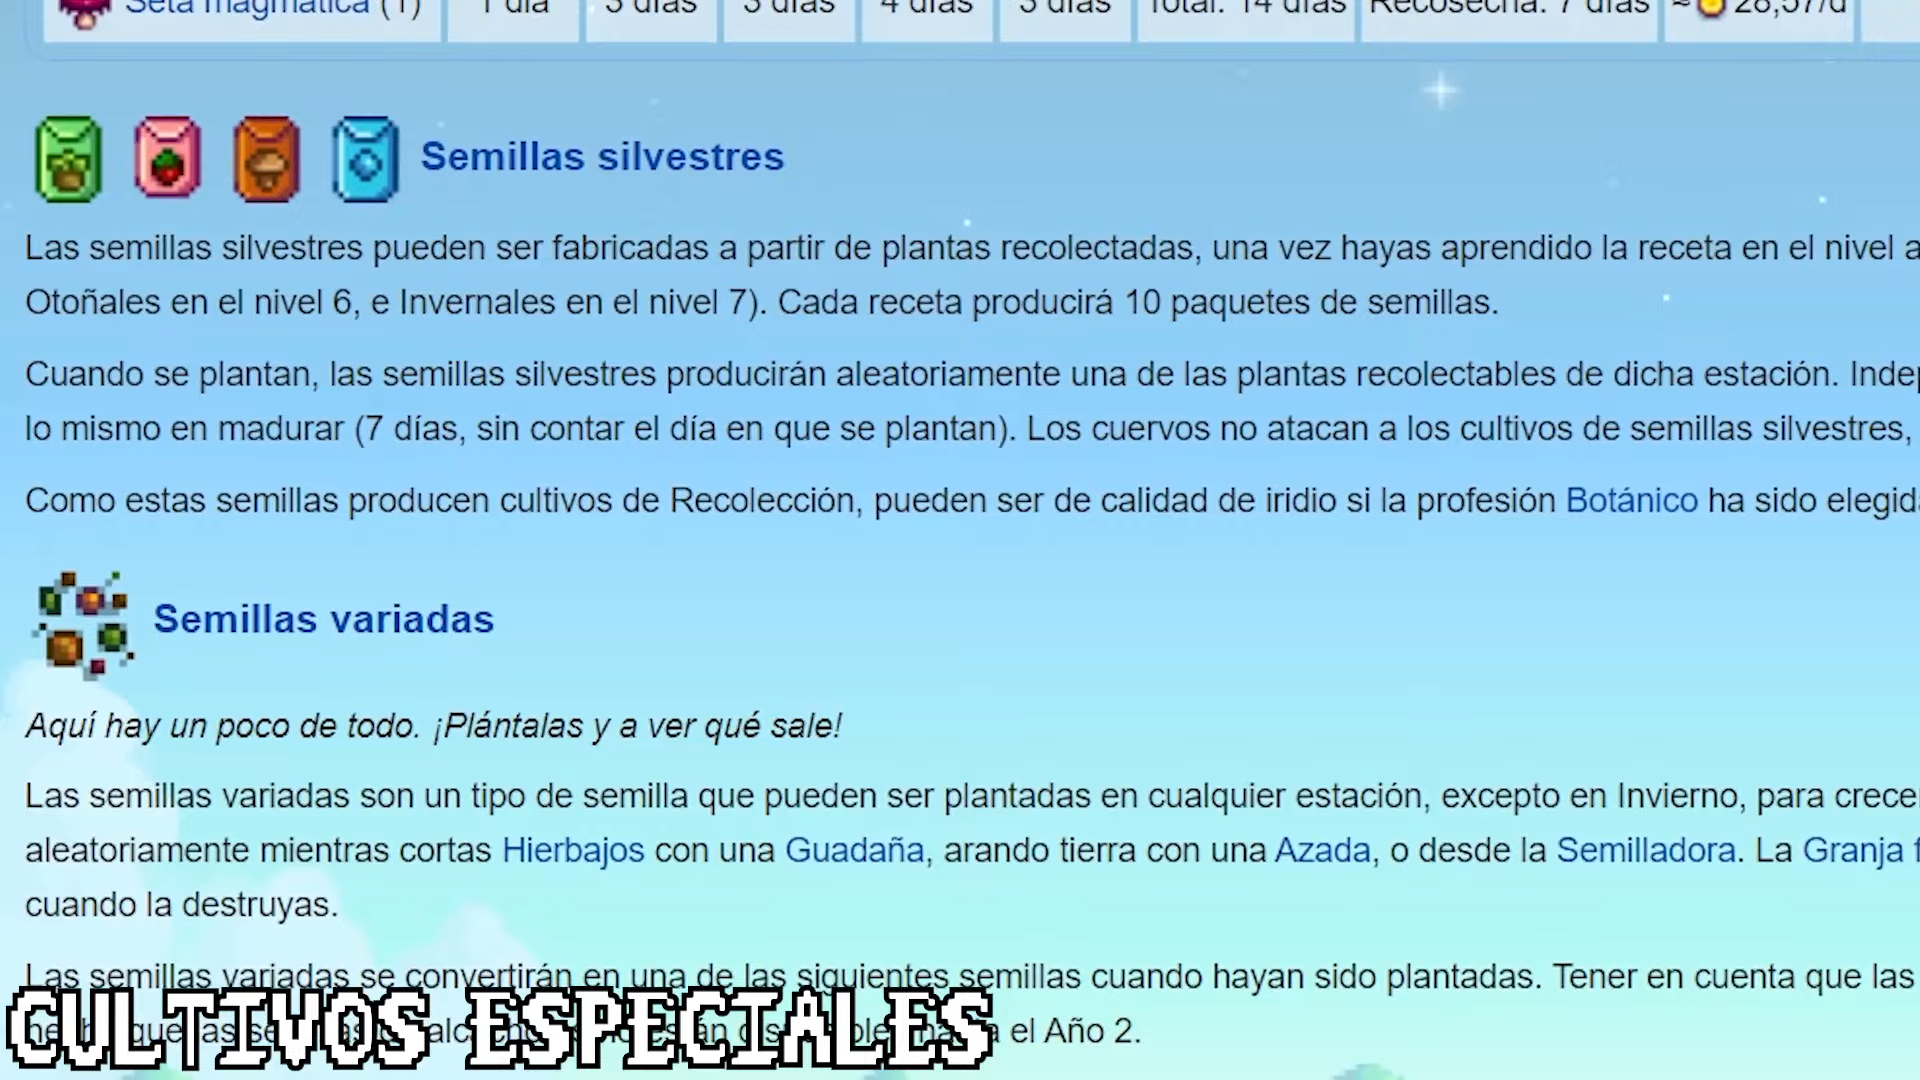 Seta magmática (1) 1 día 3 días 3 días 4 días 3 días Total: 14 días Recosecha: 7 días ≈ 28,57/d
Semillas silvestres
Las semillas silvestres pueden ser fabricadas a partir de plantas recolectadas, una vez hayas aprendido la receta en el nivel a
Otoñales en el nivel 6, e Invernales en el nivel 7). Cada receta producirá 10 paquetes de semillas.
Cuando se plantan, las semillas silvestres producirán aleatoriamente una de las plantas recolectables de dicha estación. Indep
lo mismo en madurar (7 días, sin contar el día en que se plantan). Los cuervos no atacan a los cultivos de semillas silvestres,
Como estas semillas producen cultivos de Recolección, pueden ser de calidad de iridio si la profesión Botánico ha sido elegida
Semillas variadas
Aquí hay un poco de todo. ¡Plántalas y a ver qué sale!
Las semillas variadas son un tipo de semilla que pueden ser plantadas en cualquier estación, excepto en Invierno, para crecer
aleatoriamente mientras cortas Hierbajos con una Guadaña, arando tierra con una Azada, o desde la Semilladora. La Granja f
cuando la destruyas.
Las semillas variadas se convertirán en una de las siguientes semillas cuando hayan sido plantadas. Tener en cuenta que las
el Año 2.
CULTIVOS ESPECIALES